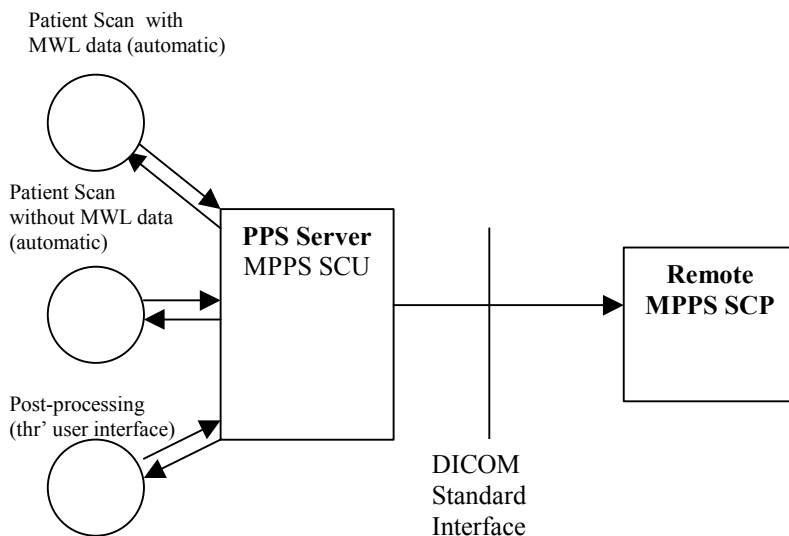 Patient Scan with
MWL data (automatic)
Patient Scan
without MWL data
(automatic)
PPS Server
MPPS SCU
Remote
MPPS SCP
Post-processing
(thr' user interface)
DICOM
Standard
Interface